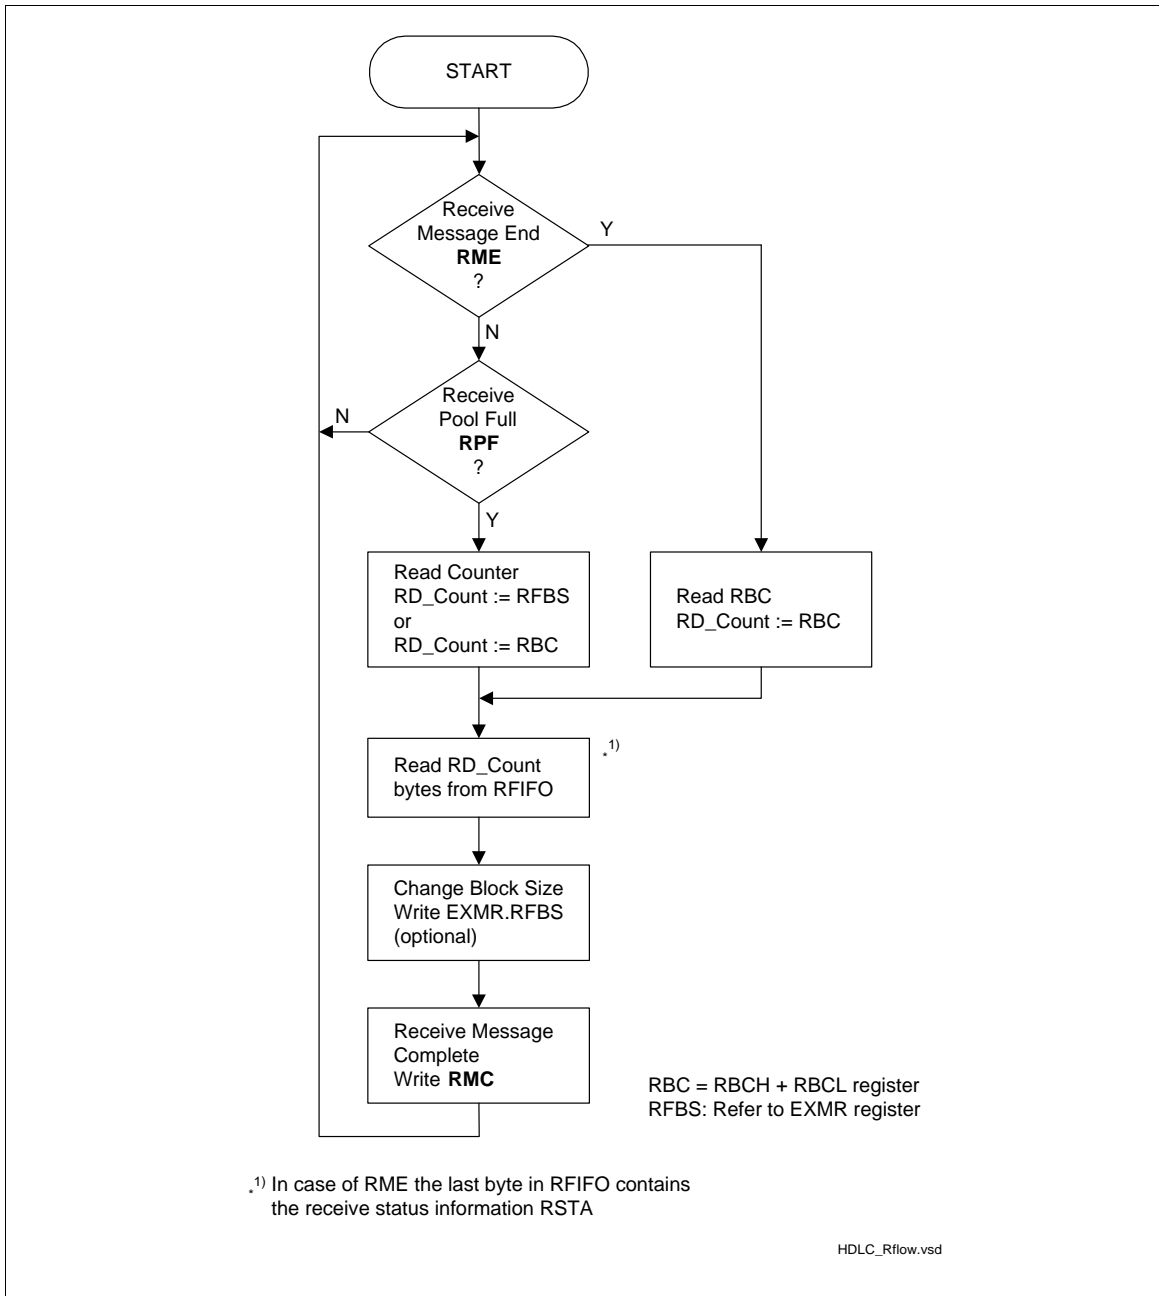 START
Receive
Message End
RME
?
Y
N
Receive
Pool Full
RPF
?
N
Y
Read Counter
RD_Count := RFBS
or
RD_Count := RBC
Read RBC
RD_Count := RBC
Read RD_Count
bytes from RFIFO
*1)
Change Block Size
Write EXMR.RFBS
(optional)
Receive Message
Complete
Write RMC
RBC = RBCH + RBCL register
RFBS: Refer to EXMR register
*1) In case of RME the last byte in RFIFO contains
the receive status information RSTA
HDLC_Rflow.vsd